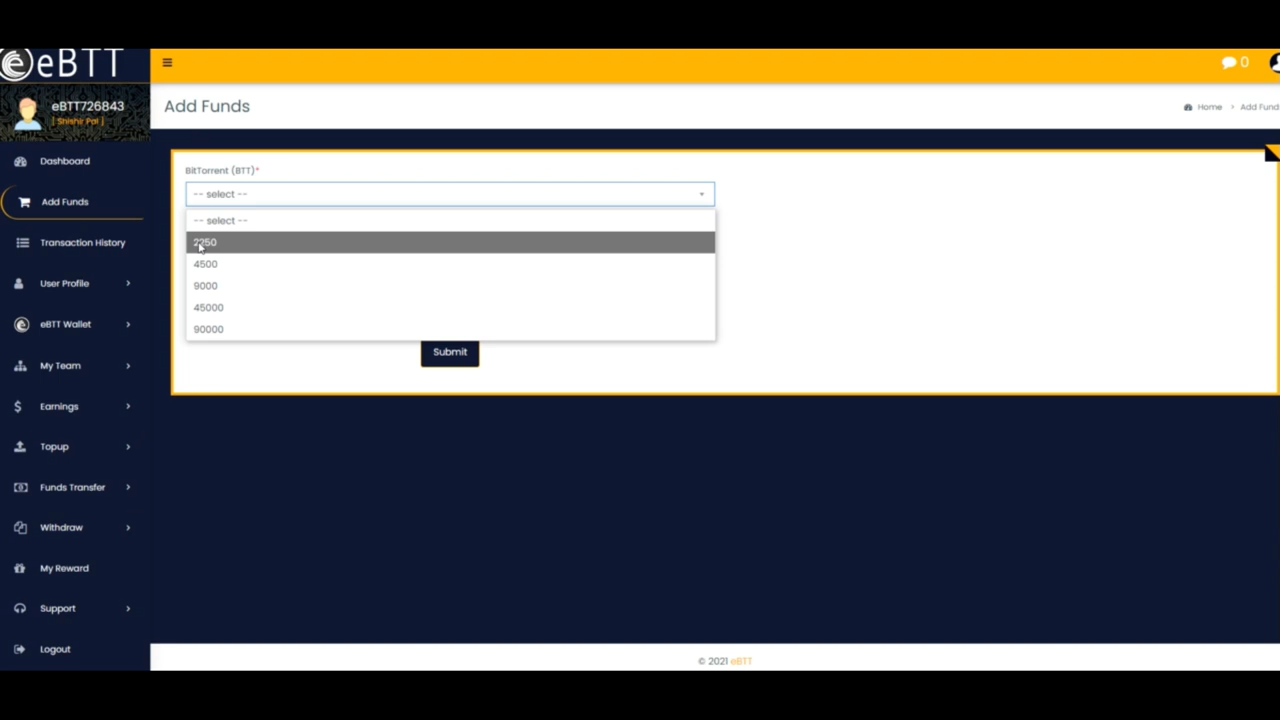 eBTT
0
eBTT726843
[ Shishir Pal ]
Add Funds
Home > Add Fund
Dashboard
Add Funds
Transaction History
User Profile
eBTT Wallet
My Team
Earnings
Topup
Funds Transfer
Withdraw
My Reward
Support
Logout
BitTorrent (BTT)*
-- select --
-- select --
2250
4500
9000
45000
90000
Submit
© 2021 eBTT